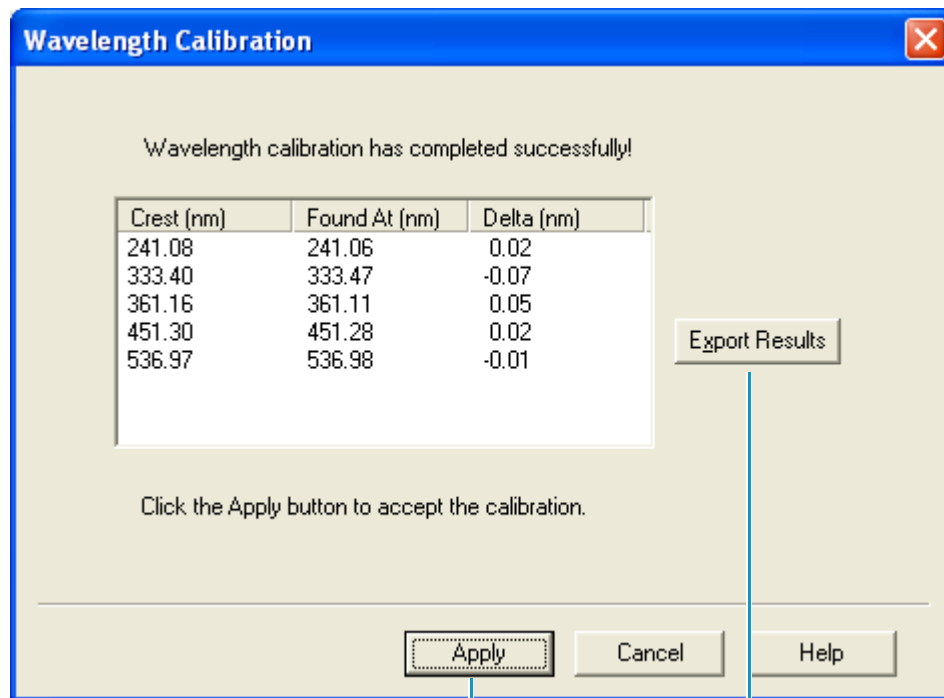 Wavelength Calibration
Wavelength calibration has completed successfully!
Crest (nm) Found At (nm) Delta (nm)
241.08 241.06 0.02
333.40 333.47 -0.07
361.16 361.11 0.05
451.30 451.28 0.02
536.97 536.98 -0.01
Export Results
Click the Apply button to accept the calibration.
Apply Cancel Help